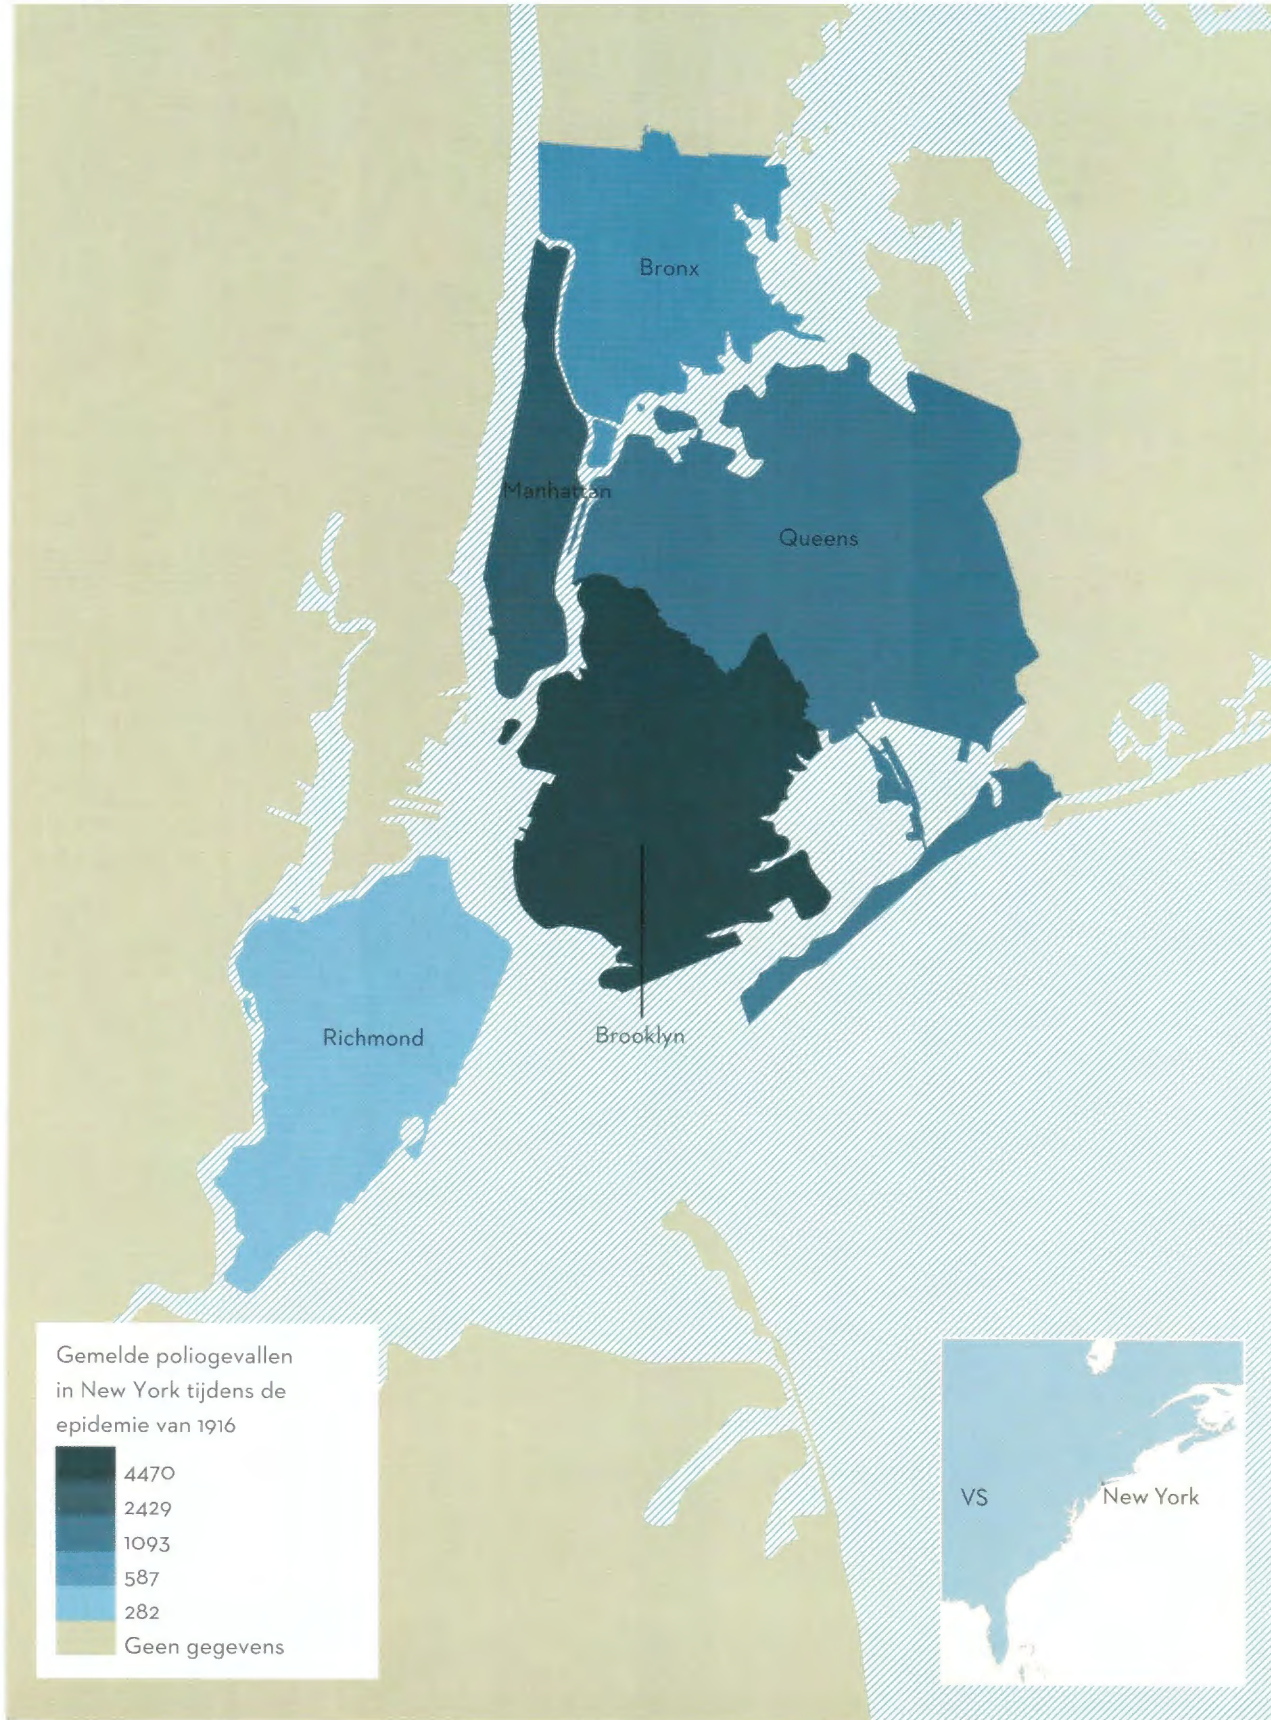 Bronx
Manhattan
Queens
Richmond
Brooklyn
Gemelde poliogevallen
in New York tijdens de
epidemie van 1916
4470
2429
1093
587
282
Geen gegevens
VS
New York